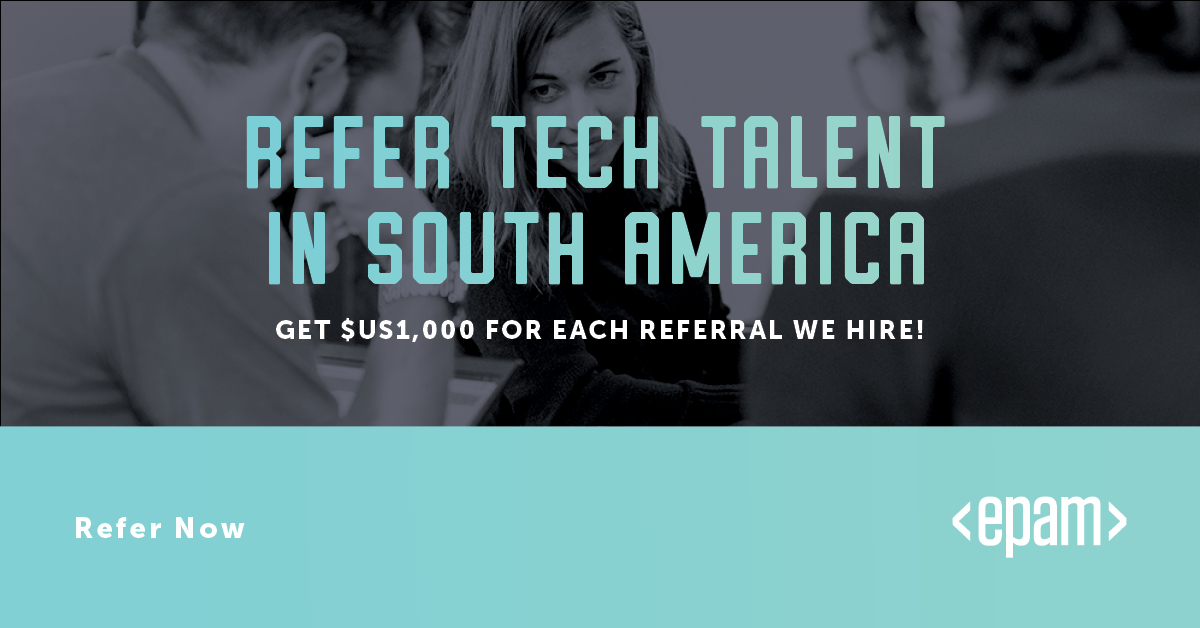 REFER TECH TALENT
IN SOUTH AMERICA
GET $US1,000 FOR EACH REFERRAL WE HIRE!
Refer Now
<epam>